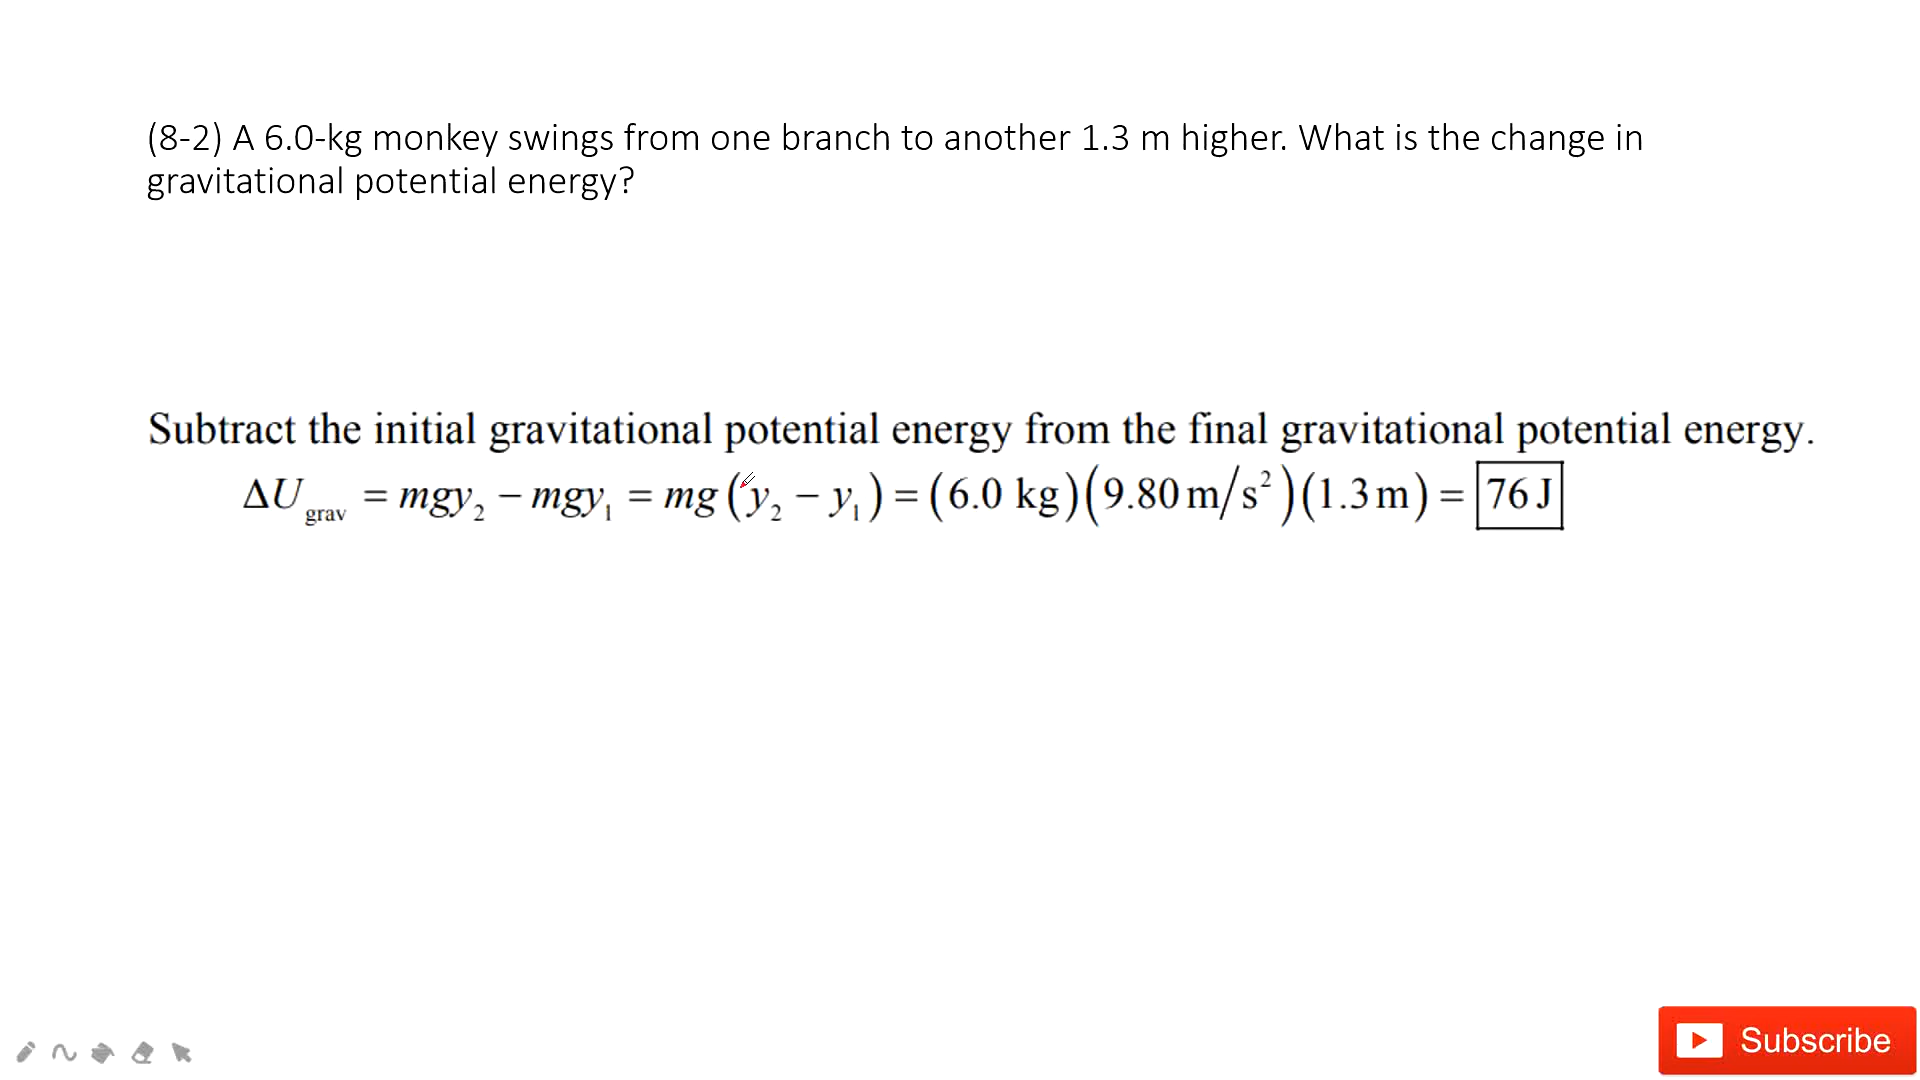 (8-2) A 6.0-kg monkey swings from one branch to another 1.3 m higher. What is the change in
gravitational potential energy?
Subtract the initial gravitational potential energy from the final gravitational potential energy.
ΔU_grav = mgy₂ − mgy₁ = mg(y₂ − y₁) = (6.0 kg)(9.80 m/s²)(1.3 m) = 76 J
Subscribe